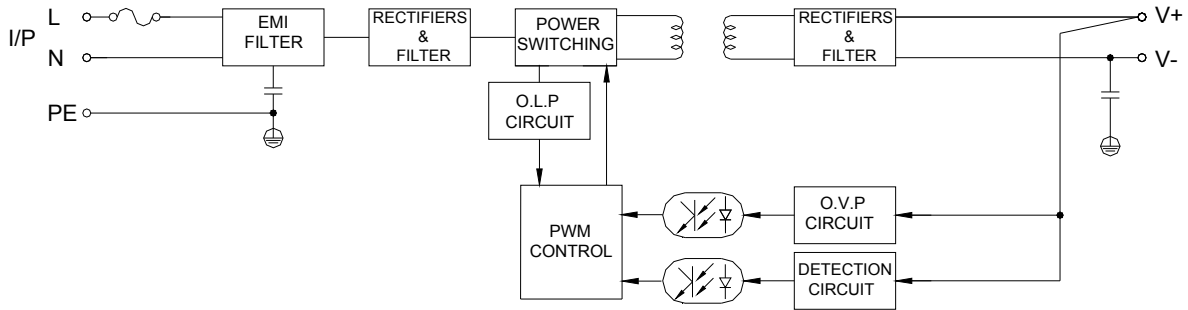 I/P
L
N
PE
EMI
FILTER
RECTIFIERS
&
FILTER
POWER
SWITCHING
RECTIFIERS
&
FILTER
V+
V-
O.L.P
CIRCUIT
PWM
CONTROL
O.V.P
CIRCUIT
DETECTION
CIRCUIT